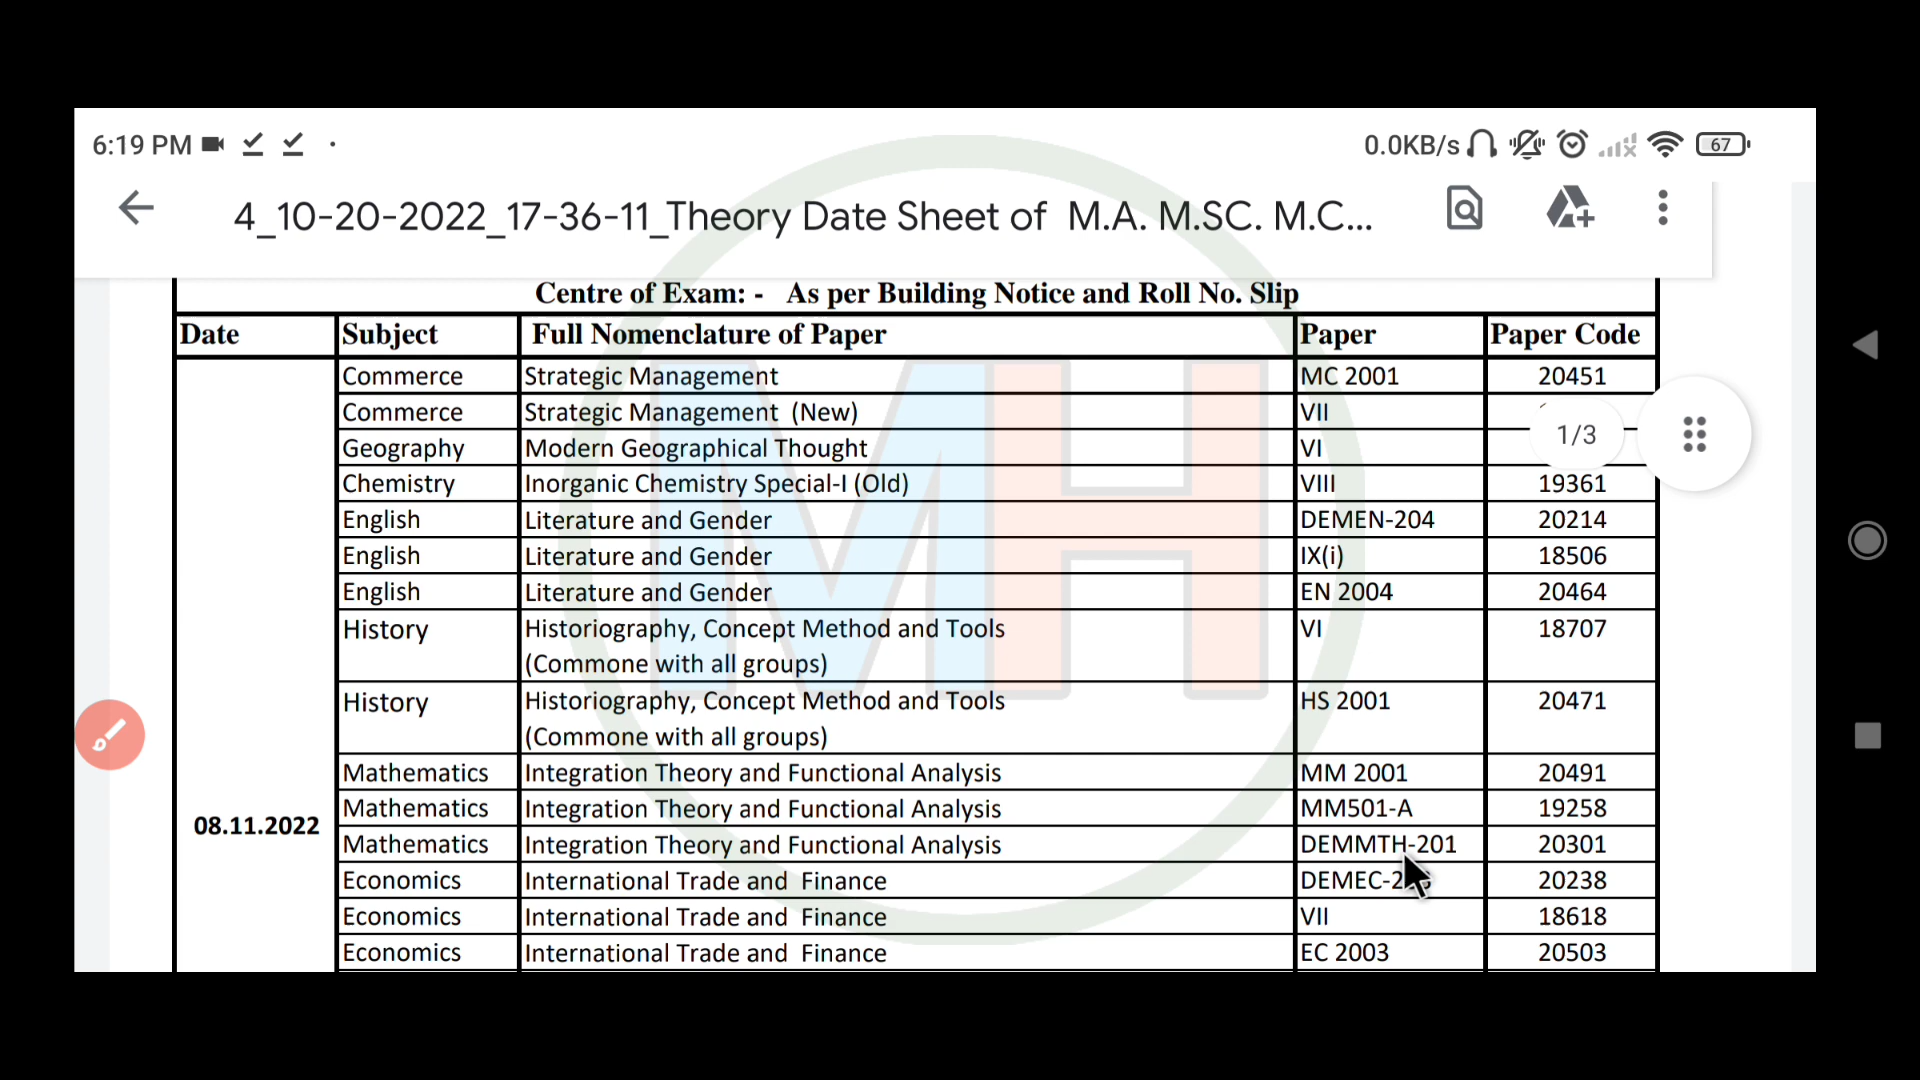 6:19 PM
0.0KB/s
67
4_10-20-2022_17-36-11_Theory Date Sheet of M.A. M.SC. M.C...
Centre of Exam: - As per Building Notice and Roll No. Slip
Date Subject Full Nomenclature of Paper Paper Paper Code
Commerce Strategic Management MC 2001 20451
Commerce Strategic Management (New) VII
1/3
Geography Modern Geographical Thought VI
Chemistry Inorganic Chemistry Special-I (Old) VIII 19361
English Literature and Gender DEMEN-204 20214
English Literature and Gender IX(i) 18506
English Literature and Gender EN 2004 20464
History Historiography, Concept Method and Tools VI 18707
(Commone with all groups)
History Historiography, Concept Method and Tools HS 2001 20471
(Commone with all groups)
Mathematics Integration Theory and Functional Analysis MM 2001 20491
Mathematics Integration Theory and Functional Analysis MM501-A 19258
08.11.2022
Mathematics Integration Theory and Functional Analysis DEMMTH-201 20301
Economics International Trade and Finance 20238
Economics International Trade and Finance VII 18618
Economics International Trade and Finance EC 2003 20503
MH